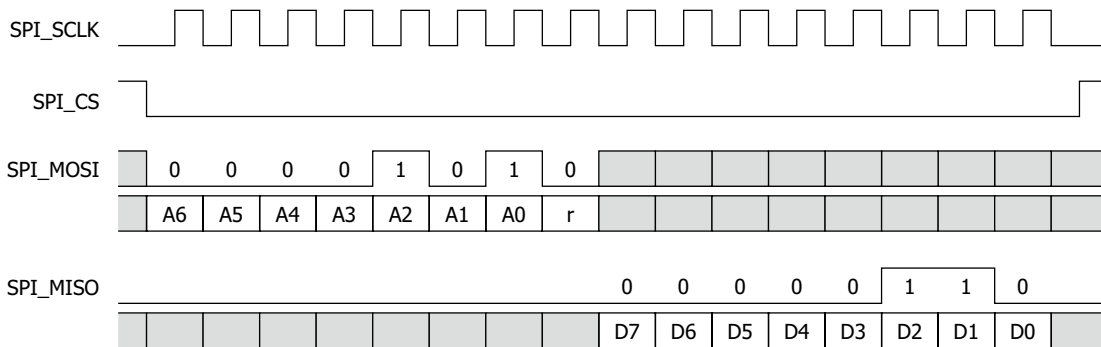 SPI_SCLK
SPI_CS
SPI_MOSI 0 0 0 0 1 0 1 0
A6 A5 A4 A3 A2 A1 A0 r
SPI_MISO 0 0 0 0 0 1 1 0
D7 D6 D5 D4 D3 D2 D1 D0